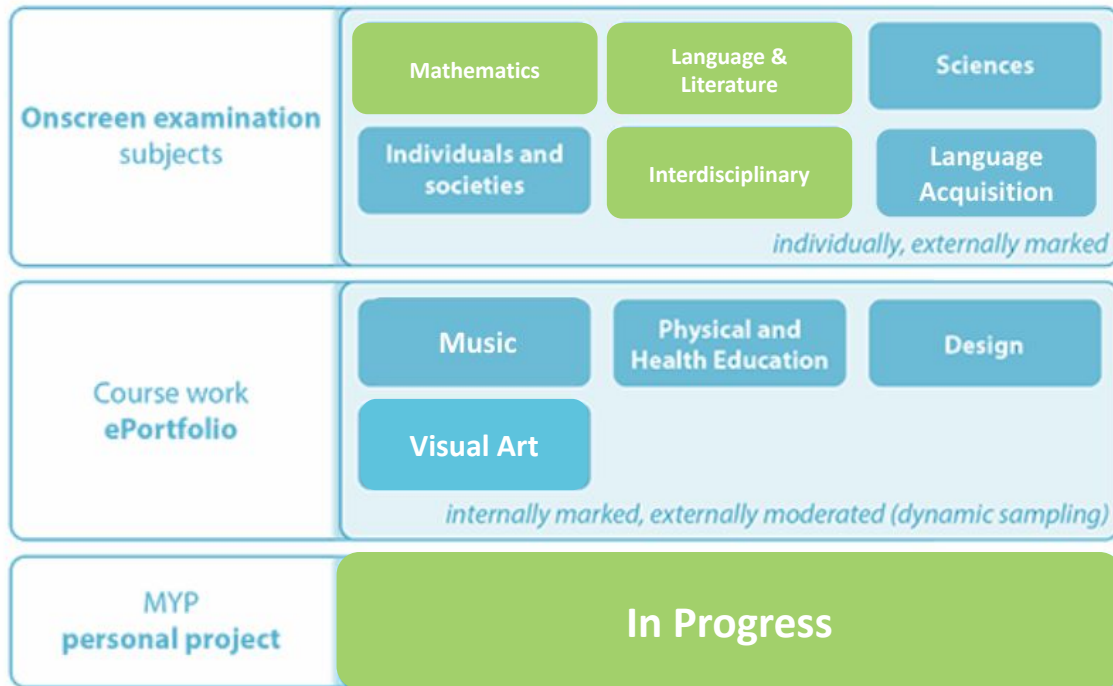 Onscreen examination
subjects
Mathematics
Language &
Literature
Sciences
Individuals and
societies
Interdisciplinary
Language
Acquisition
individually, externally marked
Course work
ePortfolio
Music
Physical and
Health Education
Design
Visual Art
internally marked, externally moderated (dynamic sampling)
MYP
personal project
In Progress